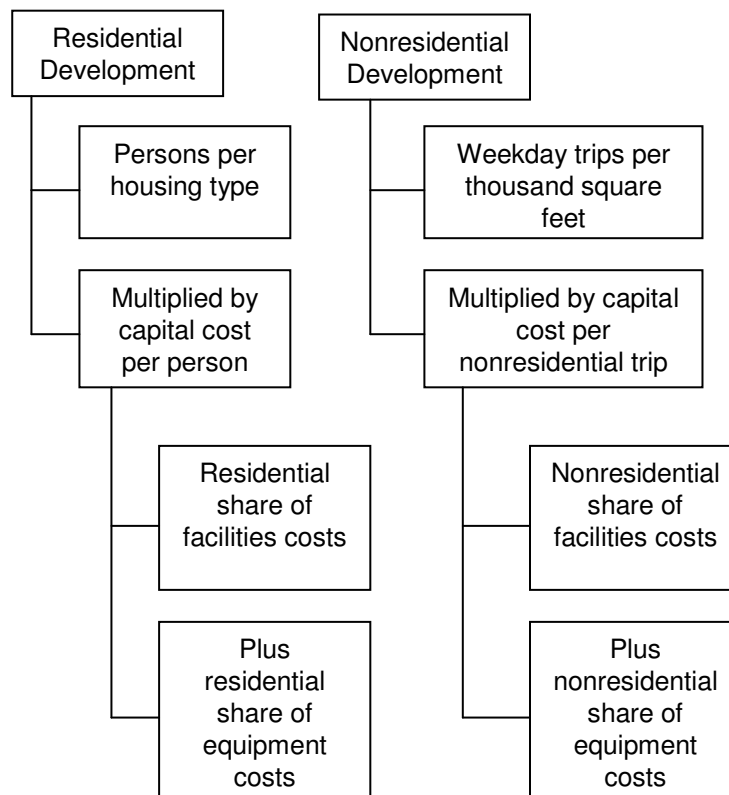 Residential
Development
Persons per
housing type
Multiplied by
capital cost
per person
Residential
share of
facilities costs
Plus
residential
share of
equipment
costs
Nonresidential
Development
Weekday trips per
thousand square
feet
Multiplied by capital
cost per
nonresidential trip
Nonresidential
share of
facilities costs
Plus
nonresidential
share of
equipment
costs